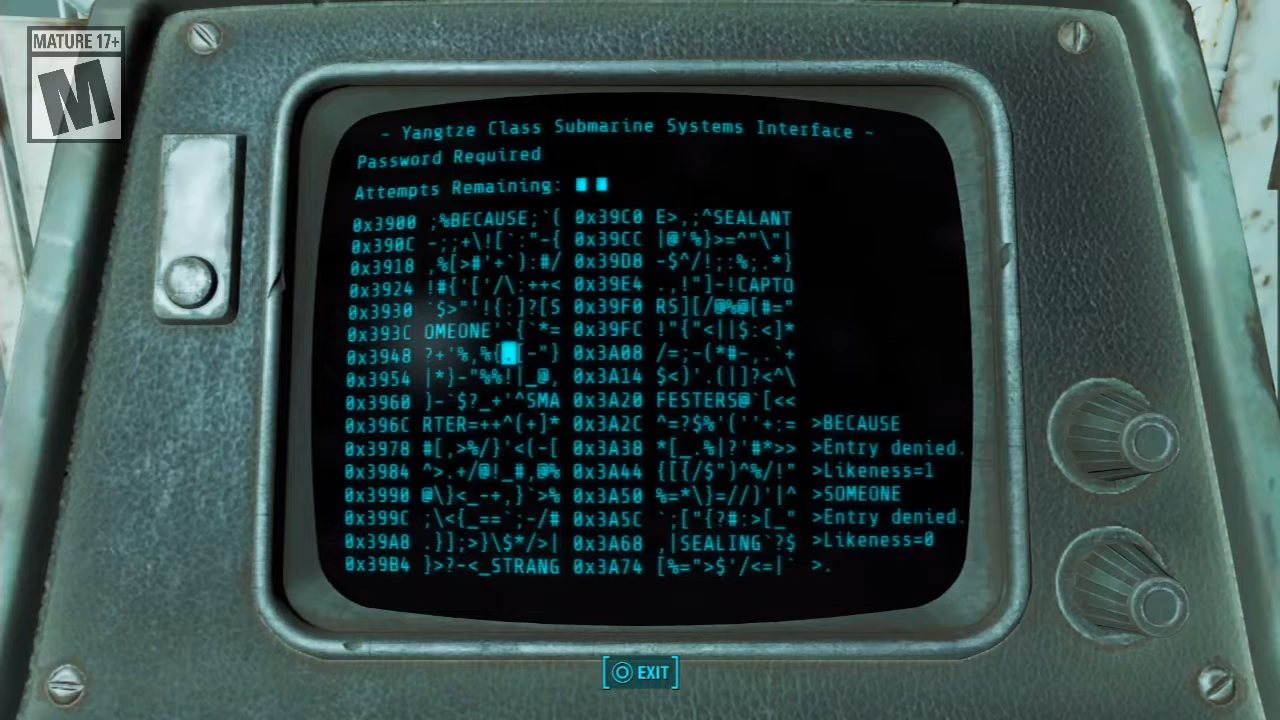 MATURE 17+
M
- Yangtze Class Submarine Systems Interface -
Password Required
Attempts Remaining: ■ ■
0x3900 ;%BECAUSE;`( 0x39C0 E>,;^SEALANT
0x390C -;;+\![`:"-{ 0x39CC |@'%}>=^"\"|
0x3918 ,%[>#'+`):#/ 0x39D8 -$^/!;:%;.*}
0x3924 !#{'['/\:++< 0x39E4 .,!"]-!CAPTO
0x3930 `$>"'!{:]?[S 0x39F0 RS][/@%@[#="
0x393C OMEONE'`{`*= 0x39FC !"{"<||$:<]*
0x3948 ?+'%,%{.[-"} 0x3A08 /=;-(*#-,.`+
0x3954 |*}-"%%!|_@, 0x3A14 $<)'.(|]?<^\
0x3960 )-`$?_+'^SMA 0x3A20 FESTERS@`[<<
0x396C RTER=++^(+]* 0x3A2C ^=?$%'(''+:= >BECAUSE
0x3978 #[,>%/}'<(-[ 0x3A38 *[_.%|?'#*>> >Entry denied.
0x3984 ^>.+/@!_#,@% 0x3A44 {[{/$")^%/!" >Likeness=1
0x3990 @\}<_-+,}`>% 0x3A50 %=*\}=//)'|^ >SOMEONE
0x399C ;\<{_==`;-/# 0x3A5C `;["{?#:>[_" >Entry denied.
0x39A8 .}];>}\$*/>| 0x3A68 ,|SEALING`?$ >Likeness=0
0x39B4 }>?-<_STRANG 0x3A74 [%=">$'/<=|` >.
EXIT